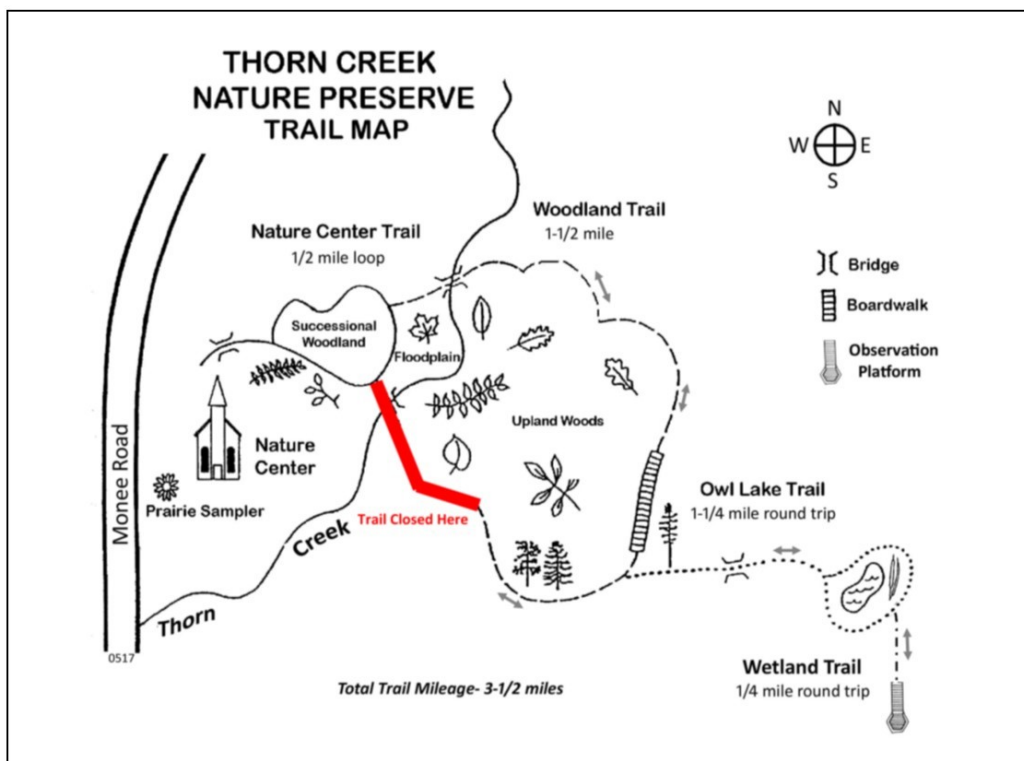 THORN CREEK
NATURE PRESERVE
TRAIL MAP
N
W E
S
Woodland Trail
1-1/2 mile
Nature Center Trail
1/2 mile loop
Bridge
Boardwalk
Observation
Platform
Successional
Woodland
Floodplain
Upland Woods
Nature
Center
Monee Road
Prairie Sampler
Owl Lake Trail
1-1/4 mile round trip
Trail Closed Here
Thorn Creek
0517
Wetland Trail
1/4 mile round trip
Total Trail Mileage- 3-1/2 miles